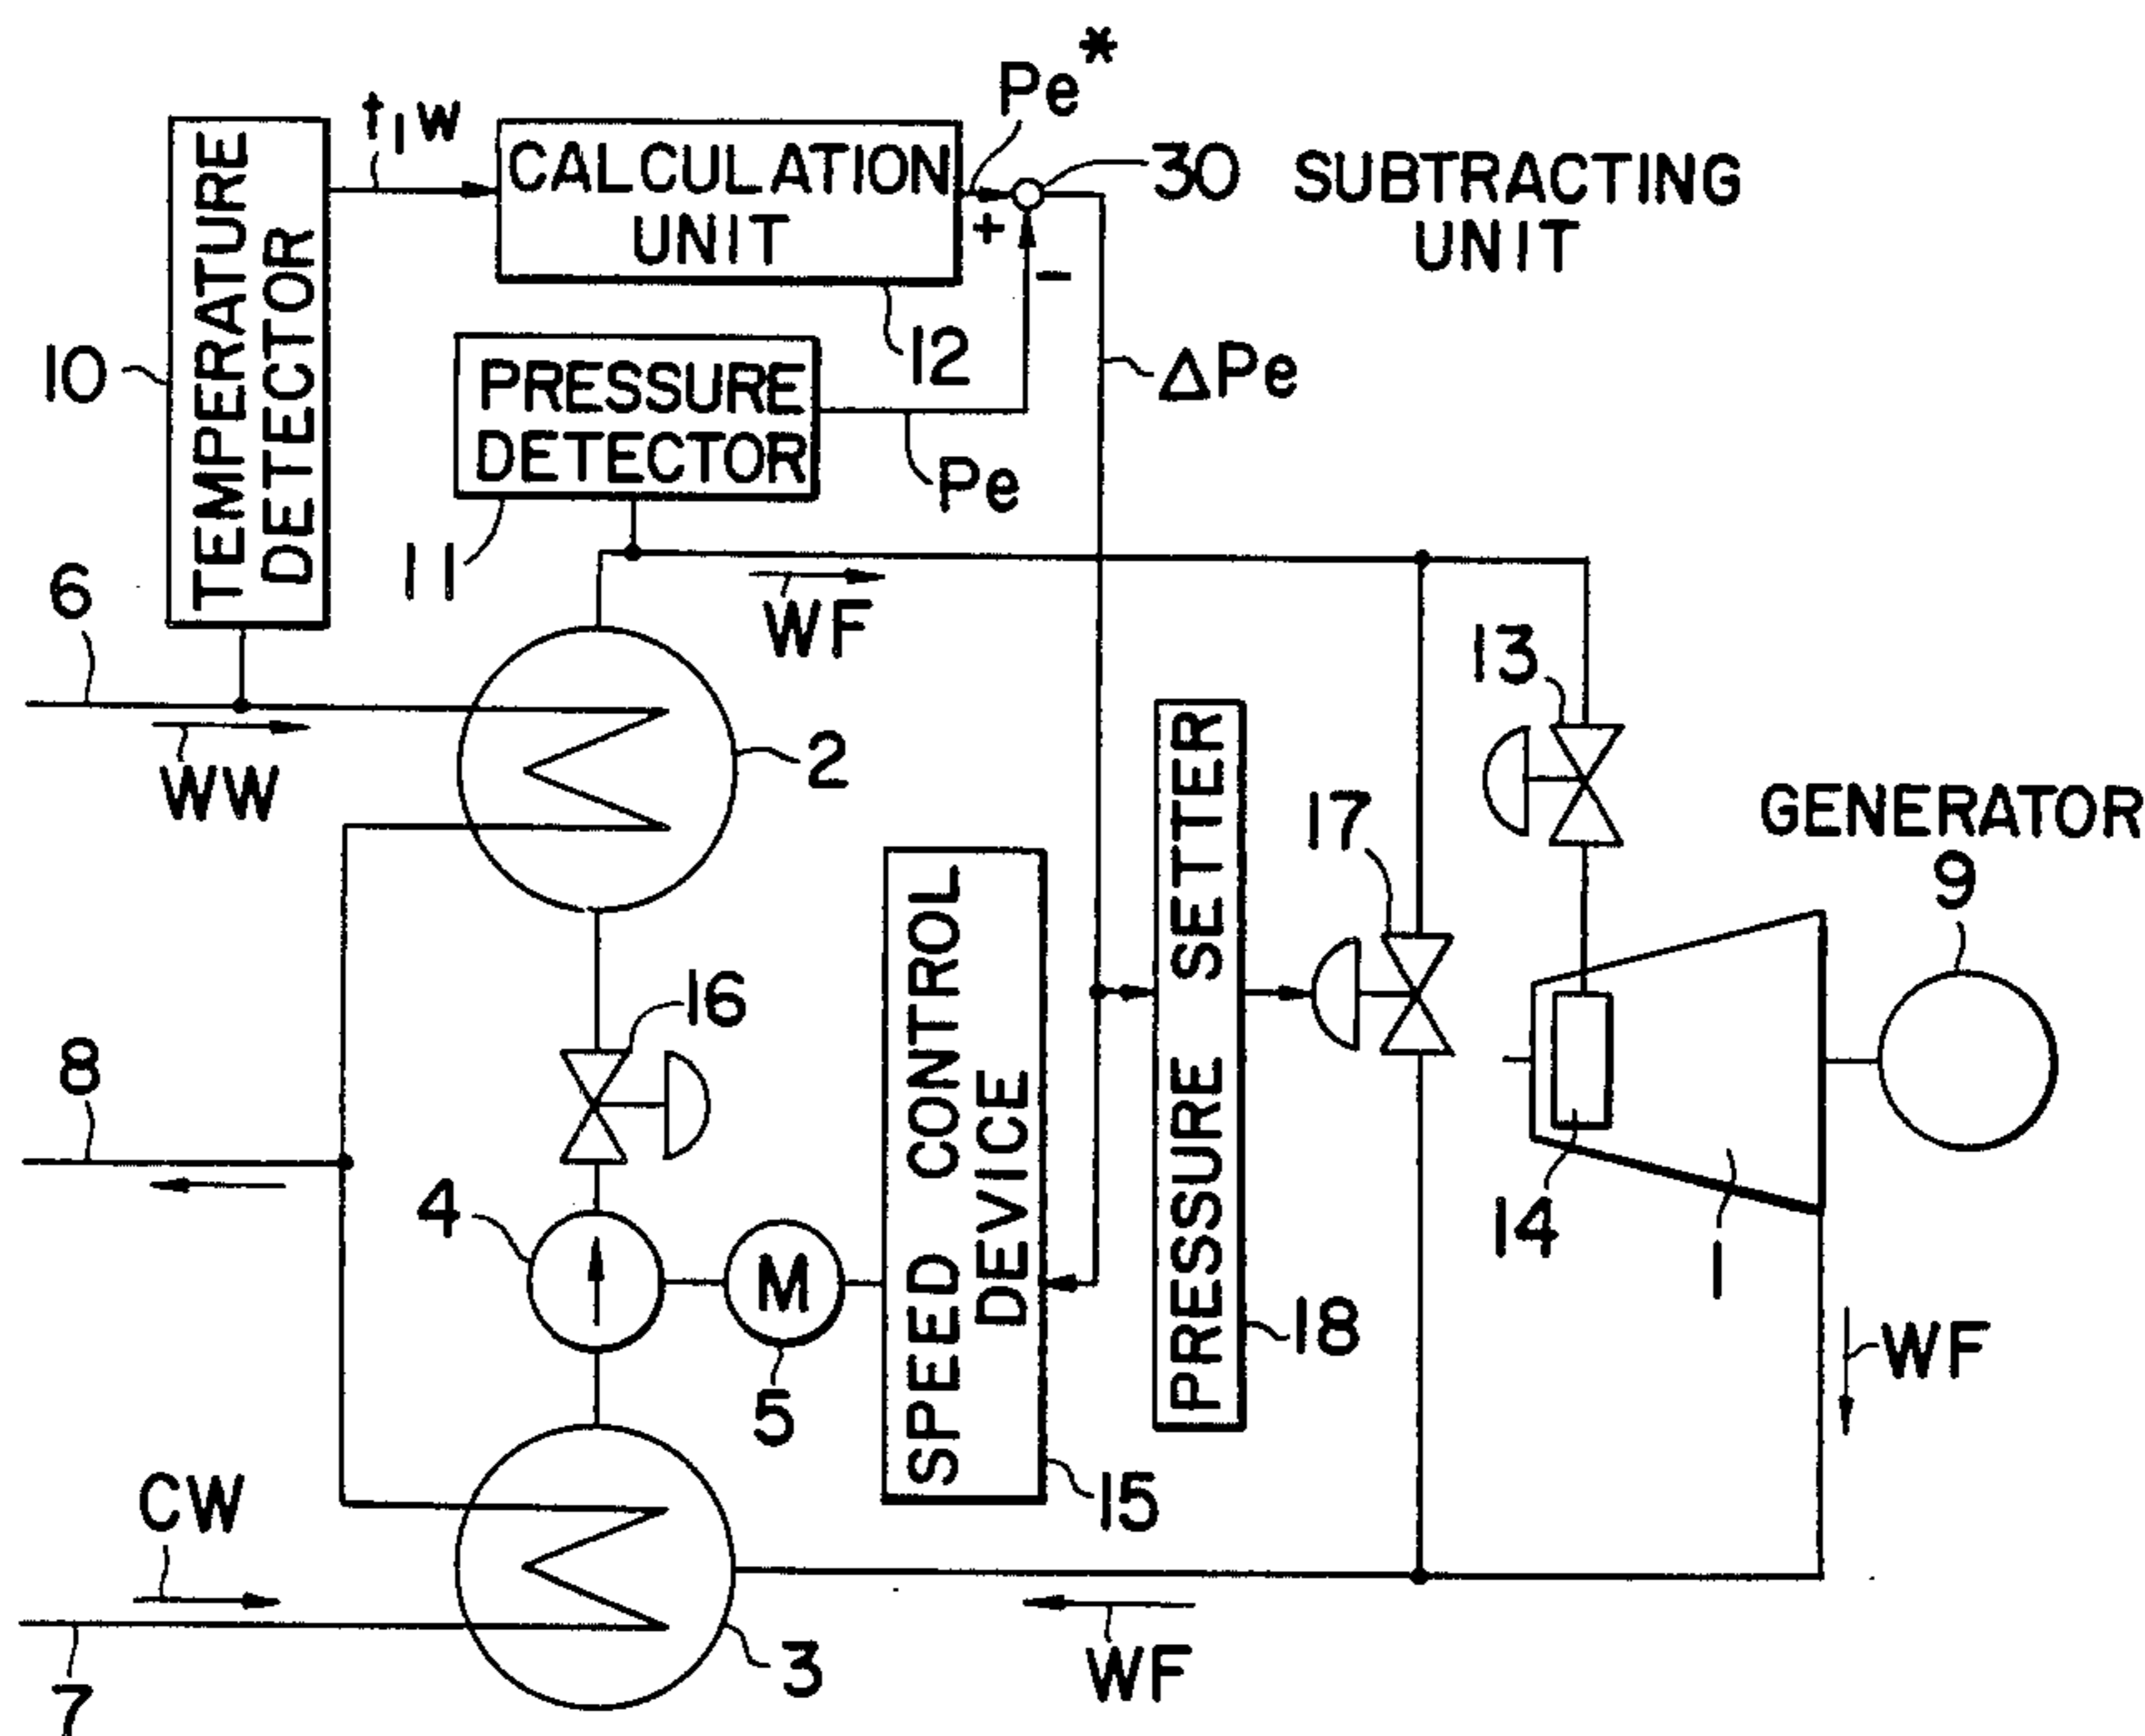 Pe*
t1w
CALCULATION
UNIT
+
−
30
SUBTRACTING
UNIT
TEMPERATURE
DETECTOR
10
12
ΔPe
PRESSURE
DETECTOR
Pe
11
6
WF
13
WW
2
17
GENERATOR
9
16
8
SPEED CONTROL
DEVICE
PRESSURE SETTER
4
M
14
1
18
WF
5
15
CW
3
WF
7